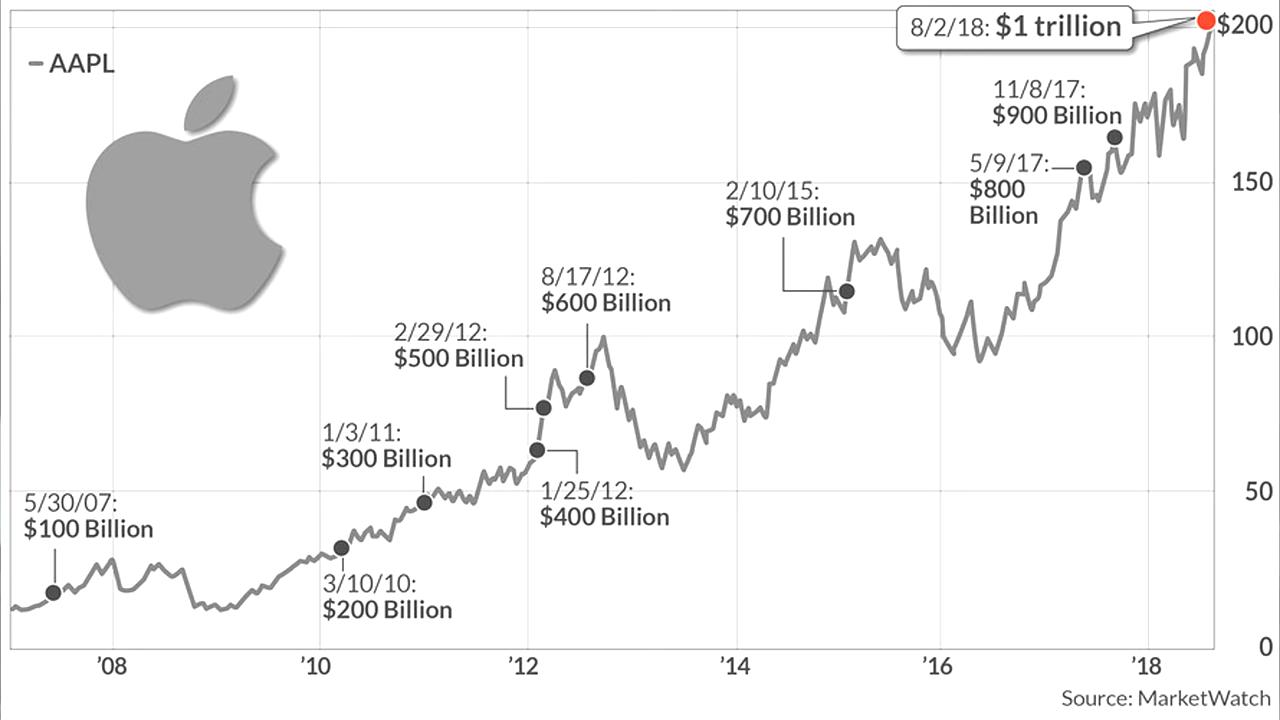 8/2/18: $1 trillion
$200
AAPL
11/8/17:
$900 Billion
5/9/17:
$800
Billion
150
2/10/15:
$700 Billion
8/17/12:
$600 Billion
2/29/12:
$500 Billion
100
1/3/11:
$300 Billion
1/25/12:
$400 Billion
50
5/30/07:
$100 Billion
3/10/10:
$200 Billion
0
’08
’10
’12
’14
’16
’18
Source: MarketWatch